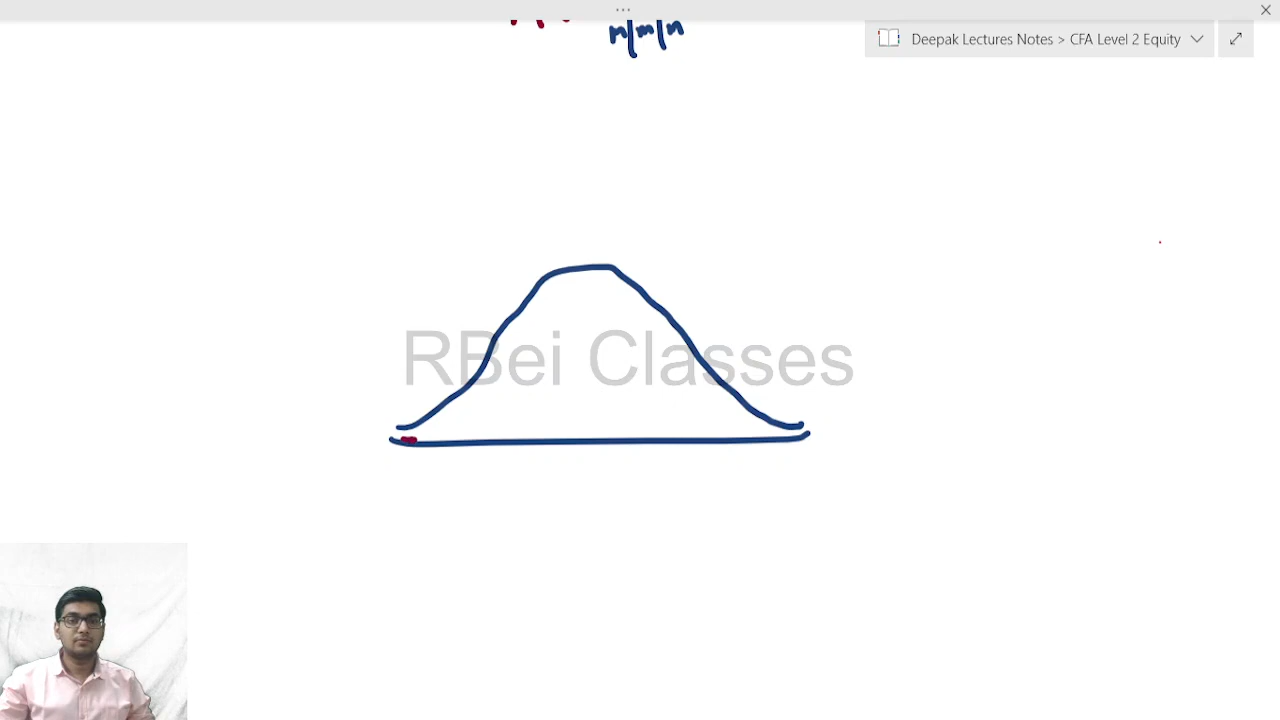 n/m/n
Deepak Lectures Notes > CFA Level 2 Equity
RBei Classes